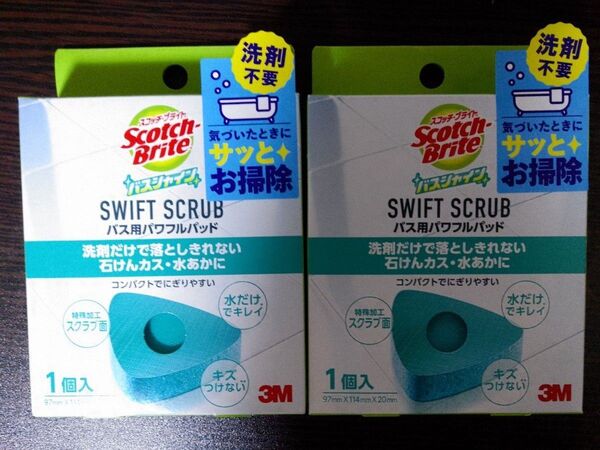 洗剤
不要
気づいたときに
サッと
お掃除
スコッチ・ブライト
Scotch-
Brite
バスシャイン
SWIFT SCRUB
バス用パワフルパッド
洗剤だけで落としきれない
石けんカス・水あかに
コンパクトでにぎりやすい
特殊加工
スクラブ面
水だけ
でキレイ
キズ
つけない
1個入
97mm
3M
洗剤
不要
気づいたときに
サッと
お掃除
スコッチ・ブライト
Scotch-
Brite
バスシャイン
SWIFT SCRUB
バス用パワフルパッド
洗剤だけで落としきれない
石けんカス・水あかに
コンパクトでにぎりやすい
特殊加工
スクラブ面
水だけ
でキレイ
キズ
つけない
1個入
97mm×114mm×20mm
3M